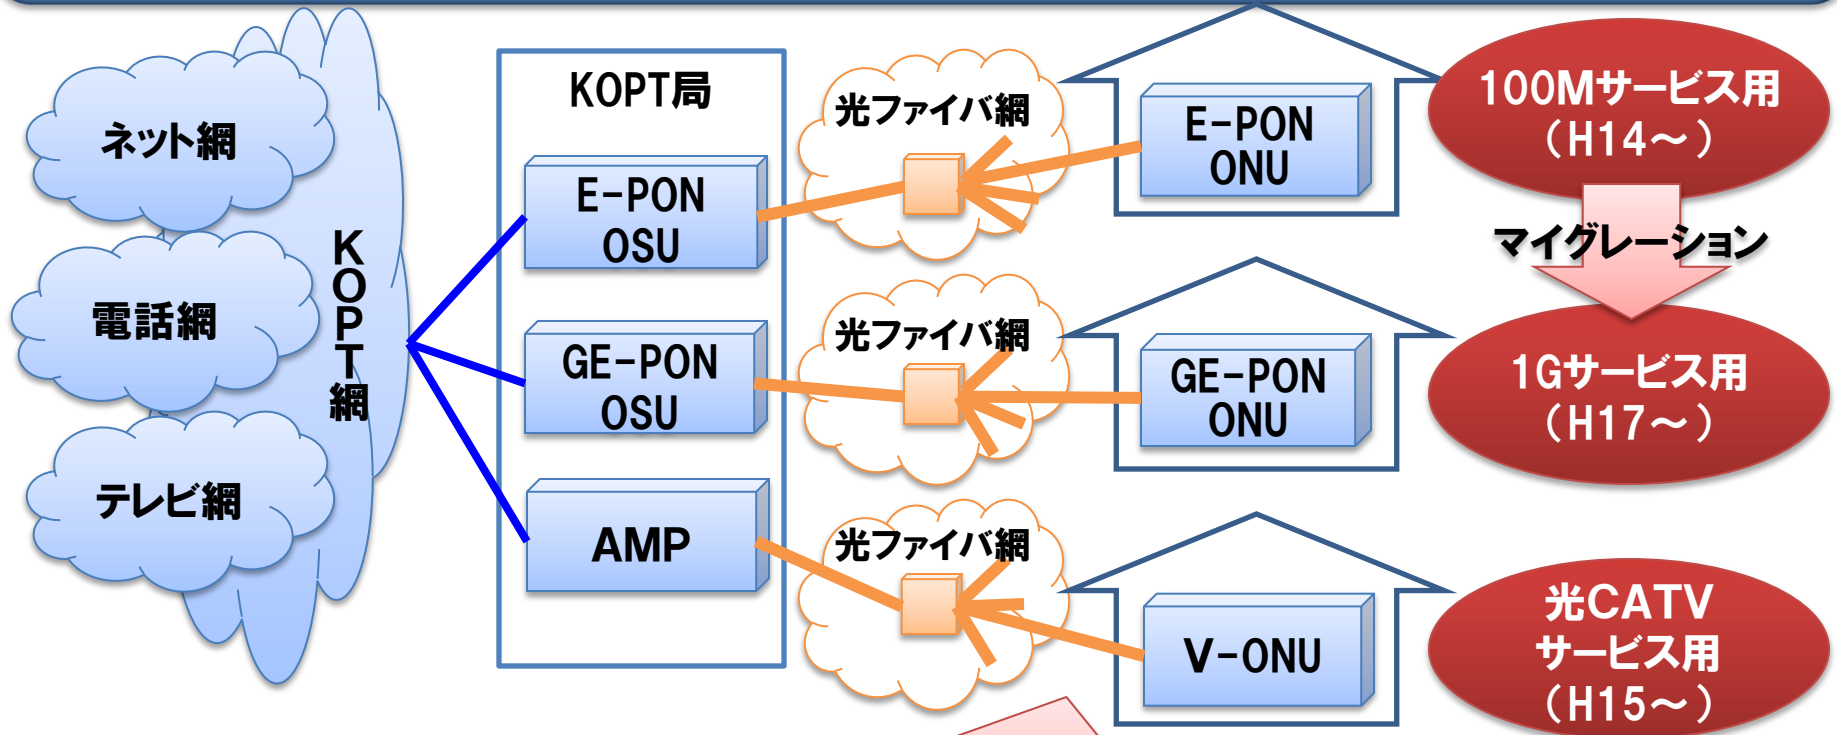 ネット網
電話網
テレビ網
KOPT網
KOPT局
E-PON
OSU
GE-PON
OSU
AMP
光ファイバ網
光ファイバ網
光ファイバ網
E-PON
ONU
GE-PON
ONU
V-ONU
100Mサービス用
（H14～）
マイグレーション
1Gサービス用
（H17～）
光CATV
サービス用
（H15～）